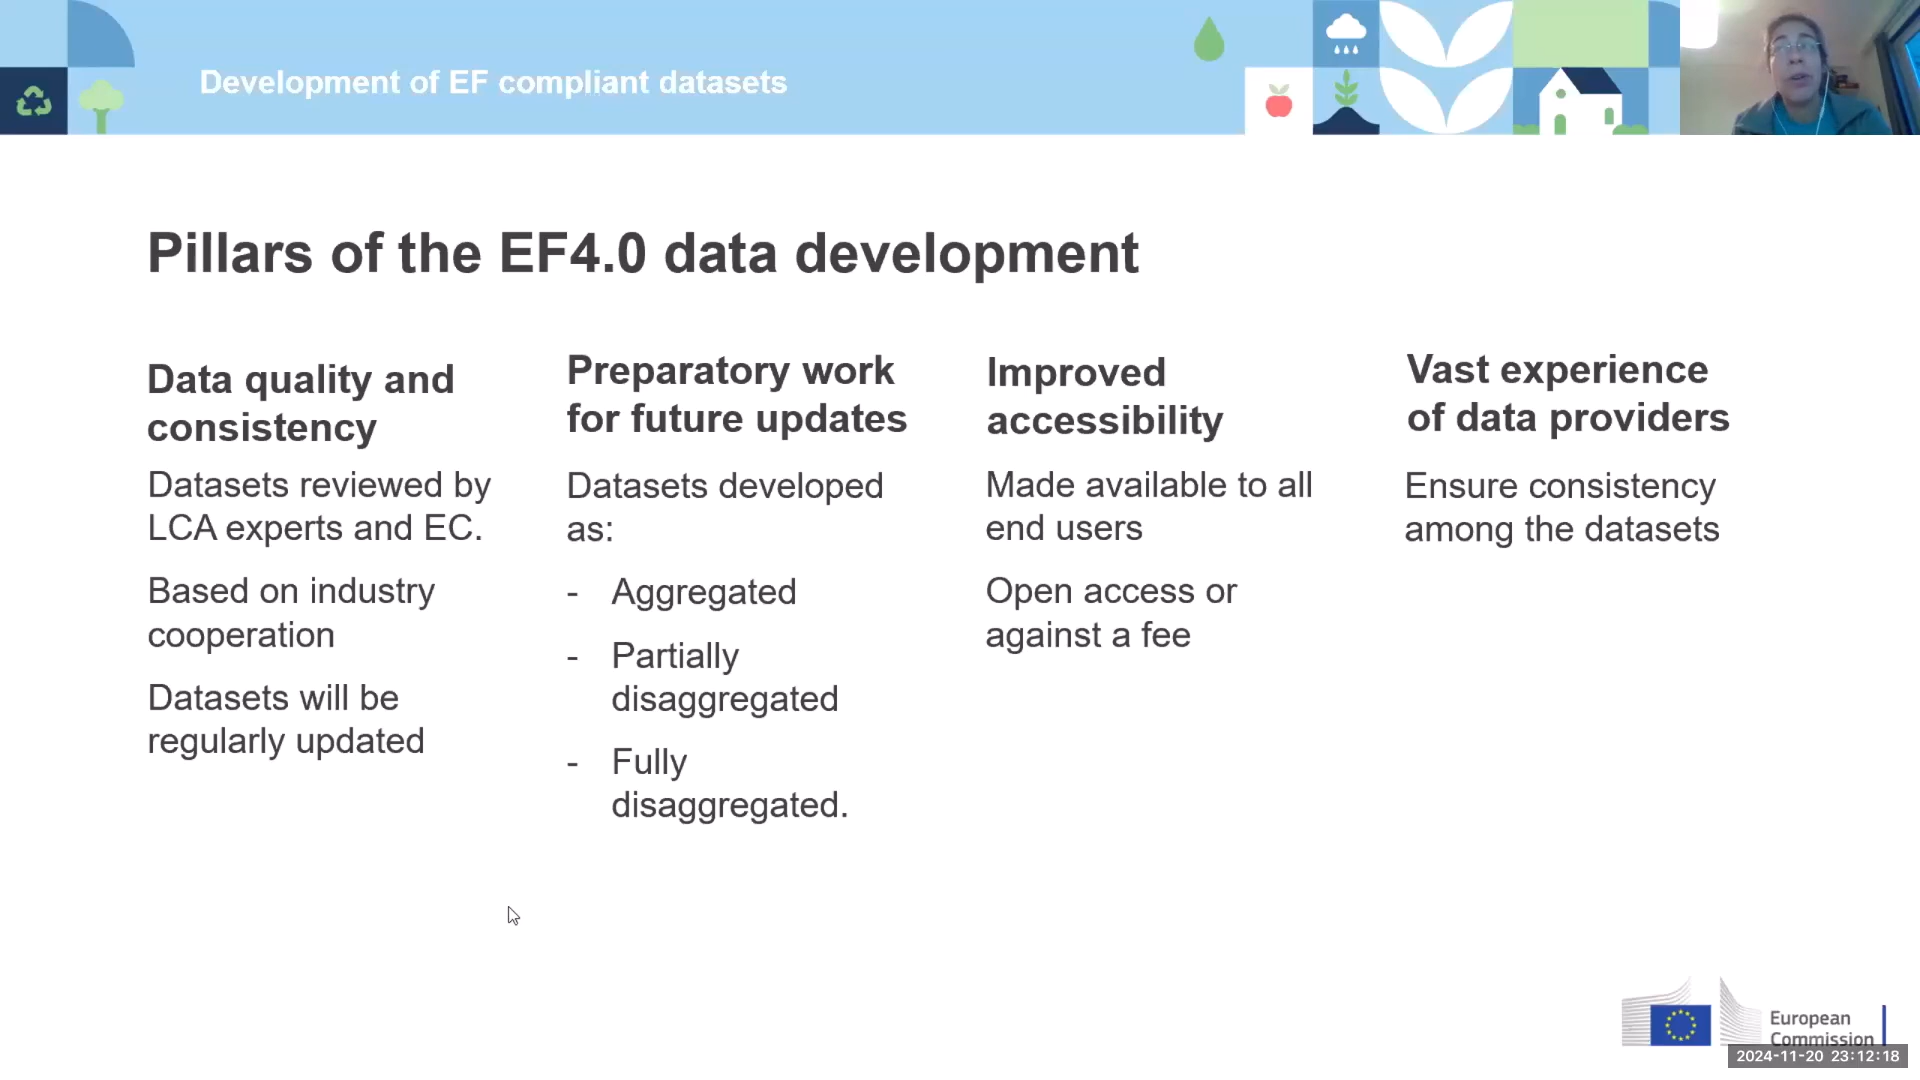 Development of EF compliant datasets
Pillars of the EF4.0 data development
Data quality and
consistency
Datasets reviewed by
LCA experts and EC.
Based on industry
cooperation
Datasets will be
regularly updated
Preparatory work
for future updates
Datasets developed
as:
- Aggregated
- Partially
disaggregated
- Fully
disaggregated.
Improved
accessibility
Made available to all
end users
Open access or
against a fee
Vast experience
of data providers
Ensure consistency
among the datasets
European
Commission
2024-11-20 23:12:18